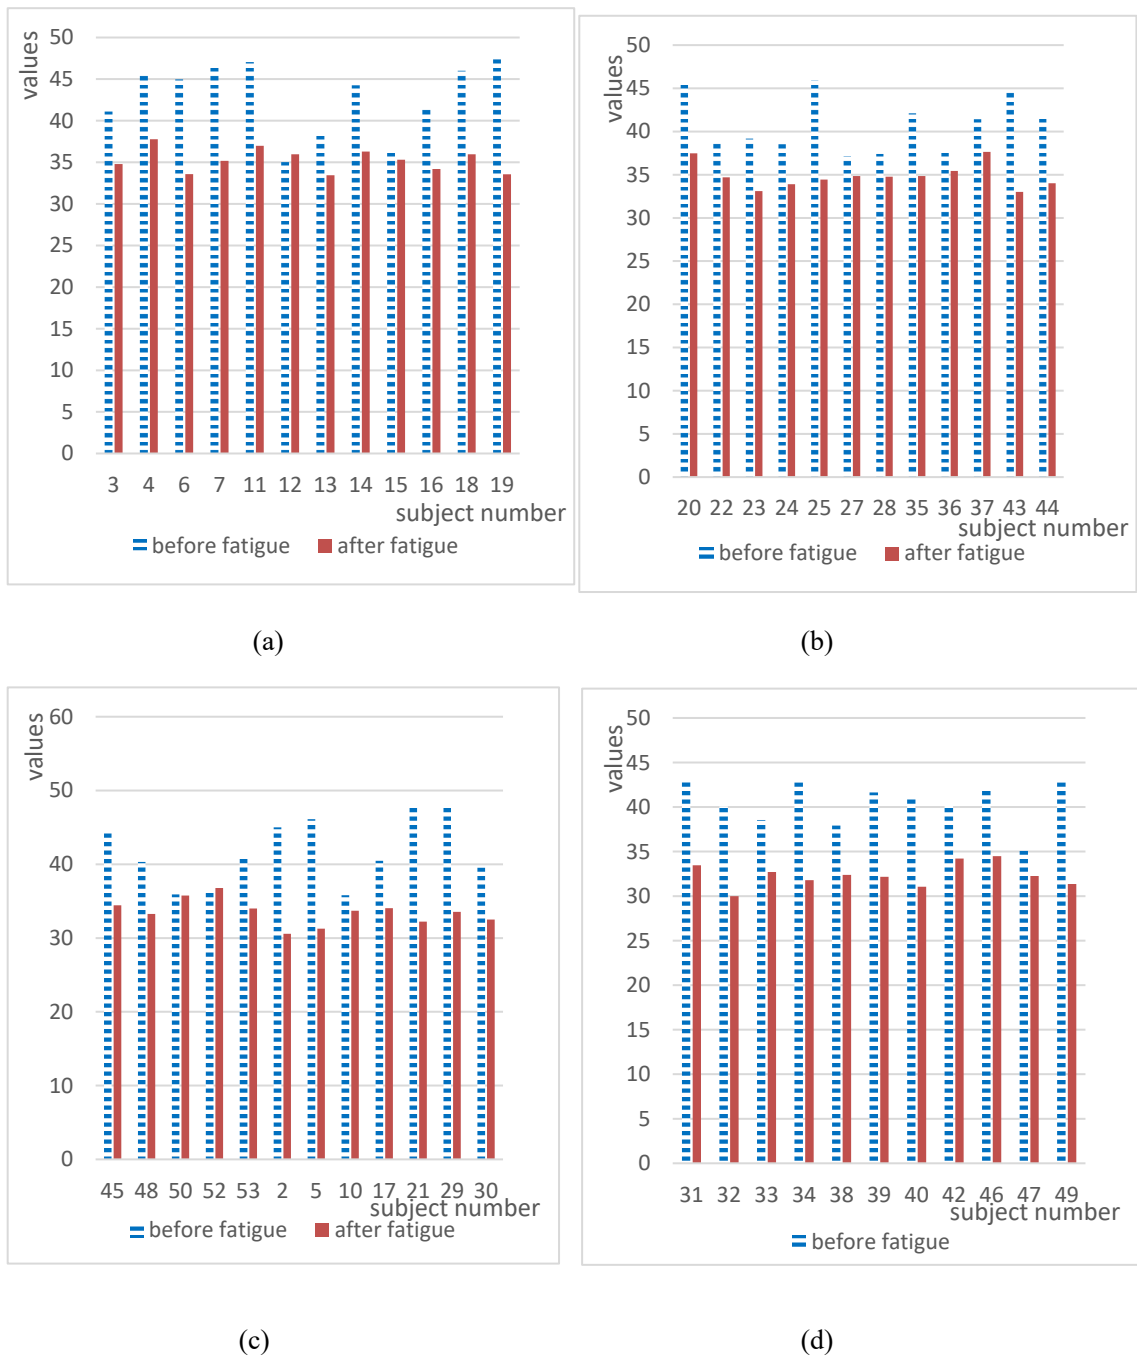 values
50
45
40
35
30
25
20
15
10
5
0
3 4 6 7 11 12 13 14 15 16 18 19
subject number
before fatigue after fatigue
(a)
values
50
45
40
35
30
25
20
15
10
5
0
20 22 23 24 25 27 28 35 36 37 43 44
subject number
before fatigue after fatigue
(b)
values
60
50
40
30
20
10
0
45 48 50 52 53 2 5 10 17 21 29 30
subject number
before fatigue after fatigue
(c)
values
50
45
40
35
30
25
20
15
10
5
0
31 32 33 34 38 39 40 42 46 47 49
subject number
before fatigue
(d)